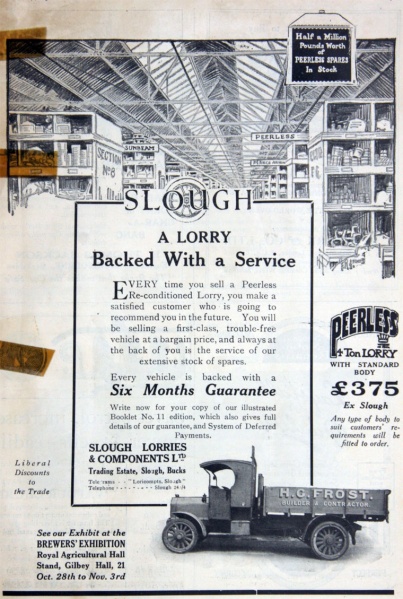 Half a Million
Pounds Worth
of
PEERLESS SPARES
In Stock
SUNBEAM
PEERLESS
SECTION
No 8
SLOUGH
A LORRY
Backed With a Service
EVERY time you sell a Peerless
Re-conditioned Lorry, you make a
satisfied customer who is going to
recommend you in the future. You will
be selling a first-class, trouble-free
vehicle at a bargain price, and always at
the back of you is the service of our
extensive stock of spares.
Every vehicle is backed with a
Six Months Guarantee
Write now for your copy of our illustrated
Booklet No. 11 edition, which also gives full
details of our guarantee, and System of Deferred
Payments.
SLOUGH LORRIES
& COMPONENTS LTD
Trading Estate, Slough, Bucks
"Lorimonpts, Slough"
Telephone
PEERLESS
4 Ton LORRY
WITH STANDARD
BODY
£375
Ex Slough
Any type of body to
suit customers' re-
quirements will be
fitted to order.
Liberal
Discounts
to
the Trade
H.G. FROST.
BUILDER & CONTRACTOR
See our Exhibit at the
BREWERS' EXHIBITION
Royal Agricultural Hall
Stand, Gilbey Hall, 21
Oct. 28th to Nov. 3rd